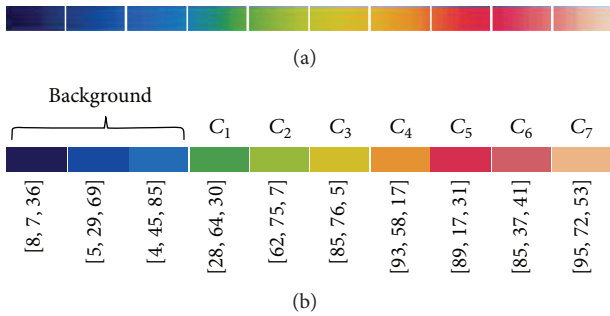 (a)
Background
C1 C2 C3 C4 C5 C6 C7
[8, 7, 36]
[5, 29, 69]
[4, 45, 85]
[28, 64, 30]
[62, 75, 7]
[85, 76, 5]
[93, 58, 17]
[89, 17, 31]
[85, 37, 41]
[95, 72, 53]
(b)